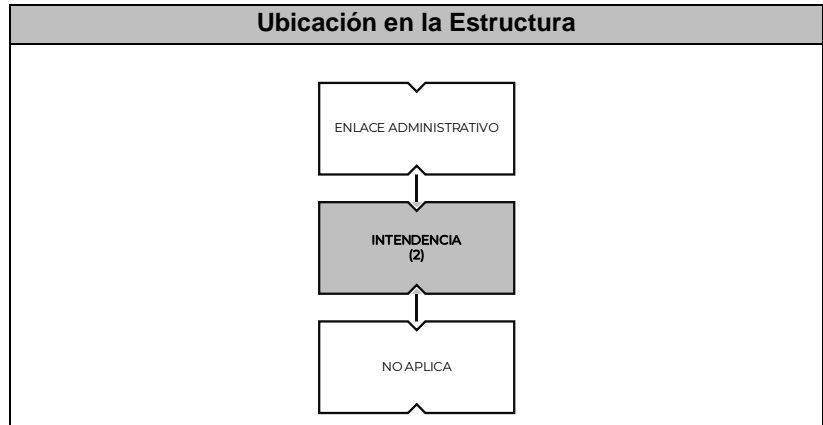 Ubicación en la Estructura
ENLACE ADMINISTRATIVO
INTENDENCIA
(2)
NO APLICA